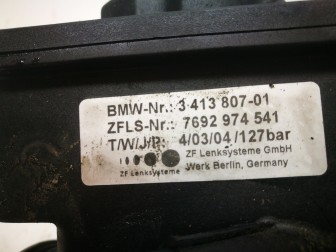 BMW-Nr.: 3 413 807-01
ZFLS-Nr.: 7692 974 541
T/W/J/P: 4/03/04/127bar
ZF Lenksysteme GmbH
ZF Lenksysteme Werk Berlin, Germany